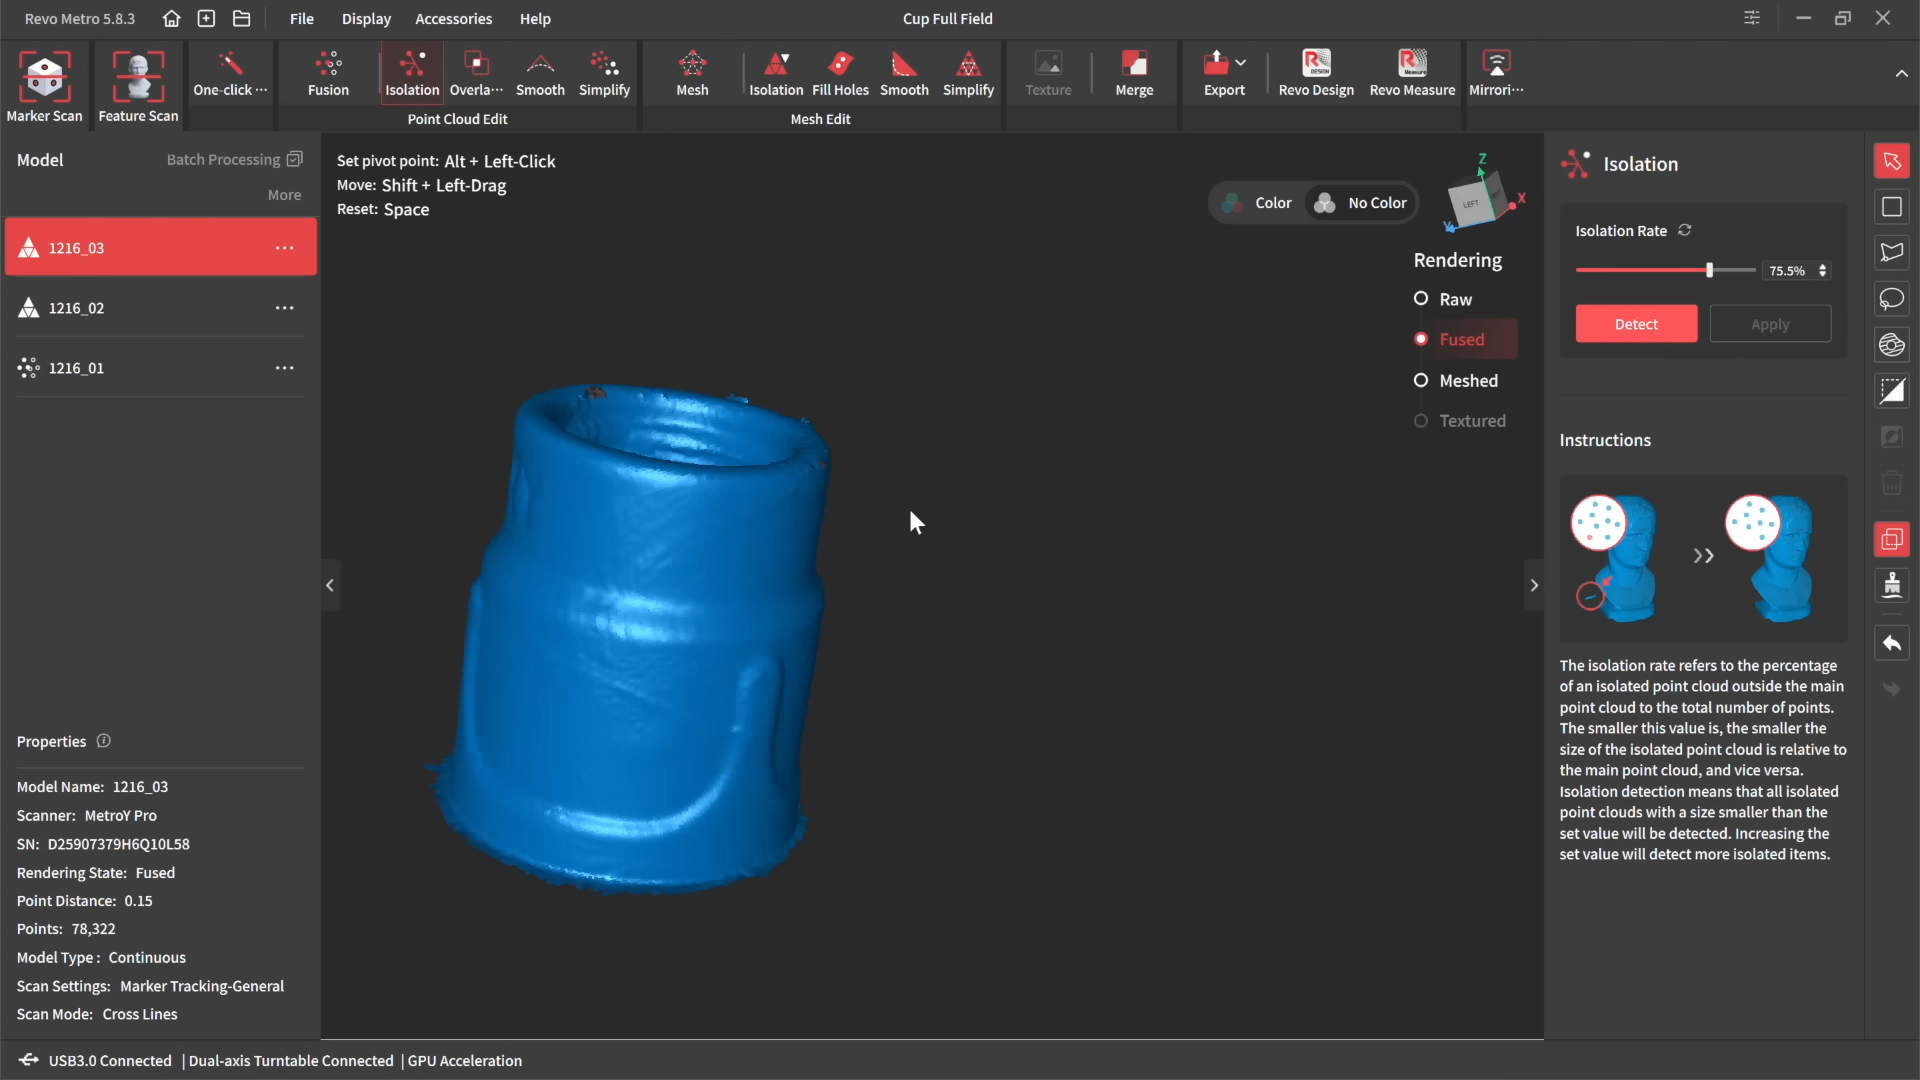 Revo Metro 5.8.3
File Display Accessories Help
Cup Full Field
Marker Scan
Feature Scan
One-click ···
Fusion
Isolation
Overla···
Smooth
Simplify
Point Cloud Edit
Mesh
Isolation
Fill Holes
Smooth
Simplify
Mesh Edit
Texture
Merge
Export
Revo Design
Revo Measure
Mirrori···
Model
Batch Processing
More
1216_03
1216_02
1216_01
Properties
Model Name: 1216_03
Scanner: MetroY Pro
SN: D25907379H6Q10L58
Rendering State: Fused
Point Distance: 0.15
Points: 78,322
Model Type : Continuous
Scan Settings: Marker Tracking-General
Scan Mode: Cross Lines
Set pivot point: Alt + Left-Click
Move: Shift + Left-Drag
Reset: Space
Color
No Color
Z
X
Y
LEFT
Rendering
Raw
Fused
Meshed
Textured
Isolation
Isolation Rate
75.5%
Detect
Apply
Instructions
The isolation rate refers to the percentage
of an isolated point cloud outside the main
point cloud to the total number of points.
The smaller this value is, the smaller the
size of the isolated point cloud is relative to
the main point cloud, and vice versa.
Isolation detection means that all isolated
point clouds with a size smaller than the
set value will be detected. Increasing the
set value will detect more isolated items.
USB3.0 Connected | Dual-axis Turntable Connected | GPU Acceleration